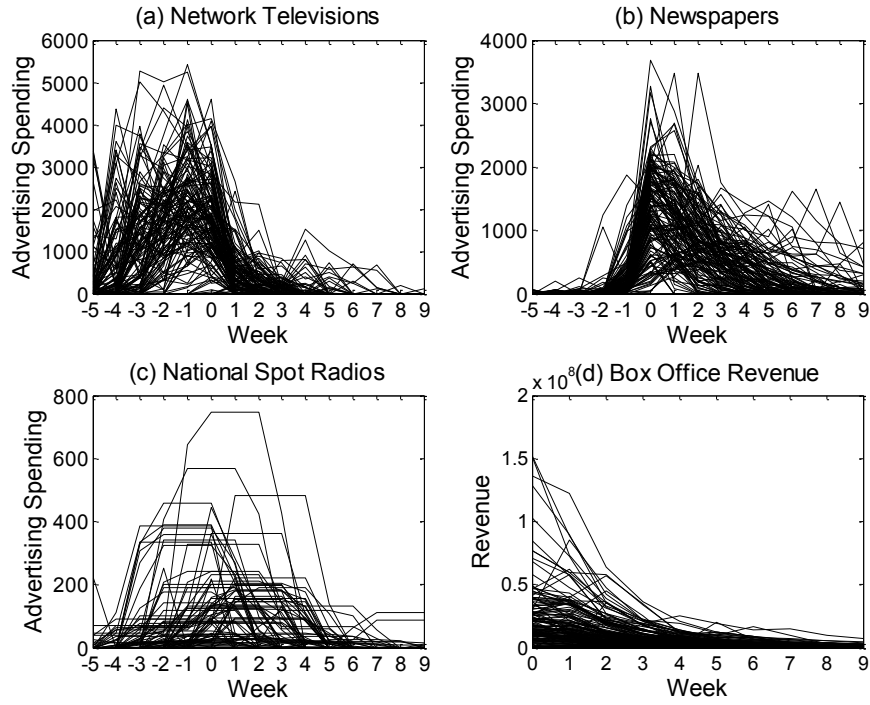 (a) Network Televisions
6000
5000
4000
3000
2000
1000
0
Advertising Spending
-5 -4 -3 -2 -1 0 1 2 3 4 5 6 7 8 9
Week
(b) Newspapers
4000
3000
2000
1000
0
Advertising Spending
-5 -4 -3 -2 -1 0 1 2 3 4 5 6 7 8 9
Week
(c) National Spot Radios
800
600
400
200
0
Advertising Spending
-5 -4 -3 -2 -1 0 1 2 3 4 5 6 7 8 9
Week
x 10⁸(d) Box Office Revenue
2
1.5
1
0.5
0
Revenue
0 1 2 3 4 5 6 7 8 9
Week